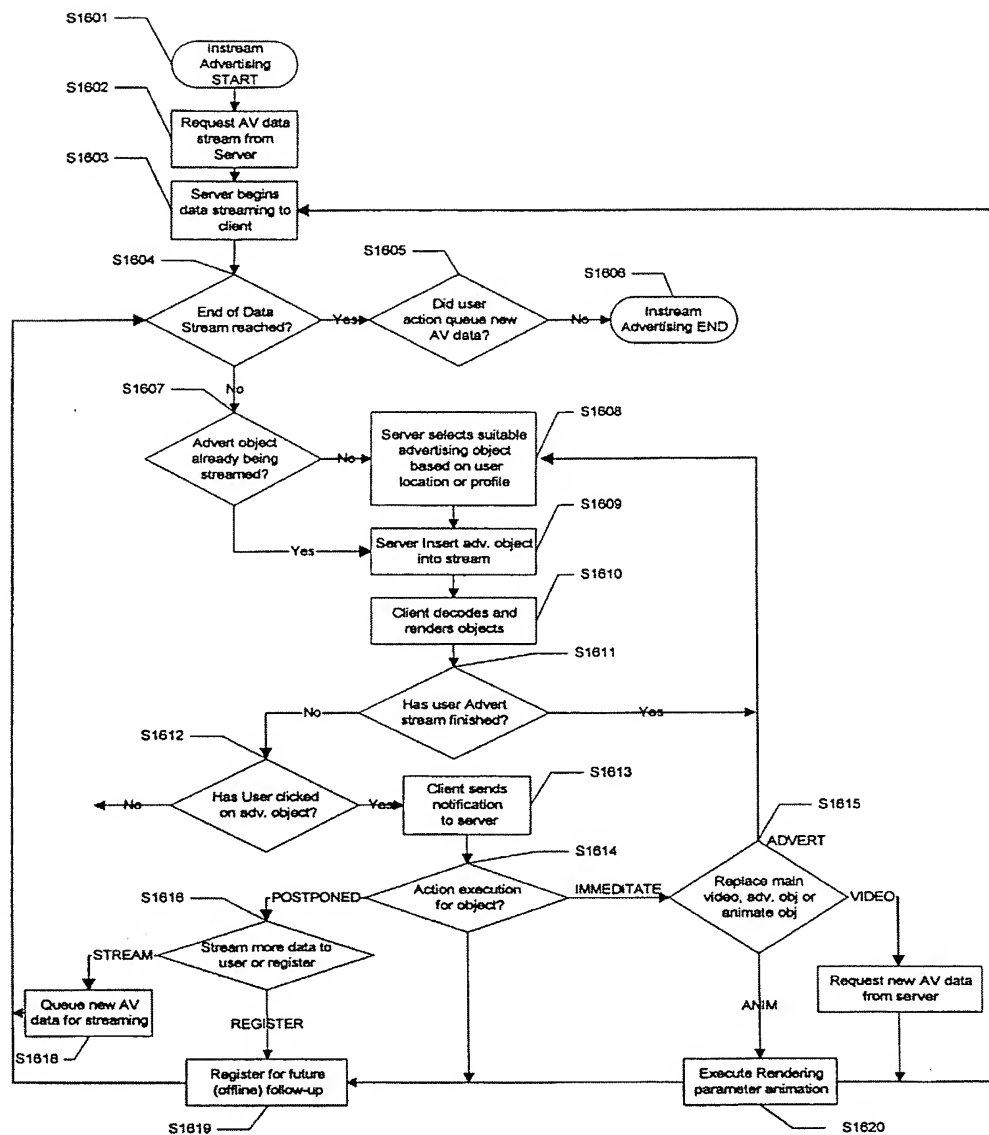 S1601
Instream
Advertising
START
S1602
Request AV data
stream from
Server
S1603
Server begins
data streaming to
client
S1604
End of Data
Stream reached?
Yes
S1605
Did user
action queue new
AV data?
No
S1606
Instream
Advertising END
No
S1607
Advert object
already being
streamed?
No
S1608
Server selects suitable
advertising object
based on user
location or profile
Yes
S1609
Server Insert adv. object
into stream
S1610
Client decodes and
renders objects
S1611
Has user Advert
stream finished?
No
Yes
S1612
Has User clicked
on adv. object?
No
Yes
S1613
Client sends
notification
to server
S1614
Action execution
for object?
POSTPONED
IMMEDITATE
S1615
ADVERT
Replace main
video, adv. obj or
animate obj
VIDEO
ANIM
Request new AV data
from server
S1616
Stream more data to
user or register
STREAM
REGISTER
Queue new AV
data for streaming
S1618
Register for future
(offline) follow-up
S1619
Execute Rendering
parameter animation
S1620